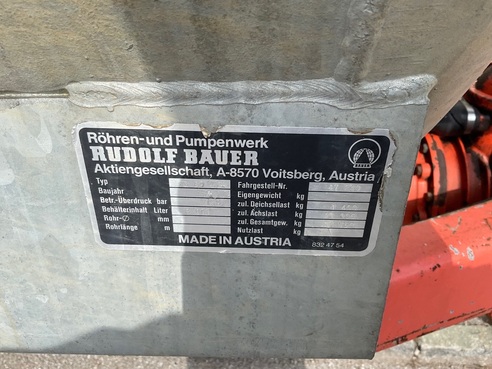 Röhren-und Pumpenwerk
RUDOLF BAUER
Aktiengesellschaft, A-8570 Voitsberg, Austria
Typ
Fahrgestell-Nr.
Baujahr
Eigengewicht kg
Betr.-Überdruck bar
zul. Deichsellast kg
Behälterinhalt Liter
zul. Achslast kg
Rohr-∅ mm
zul. Gesamtgew. kg
Rohrlänge m
Nutzlast kg
MADE IN AUSTRIA
832 47 54